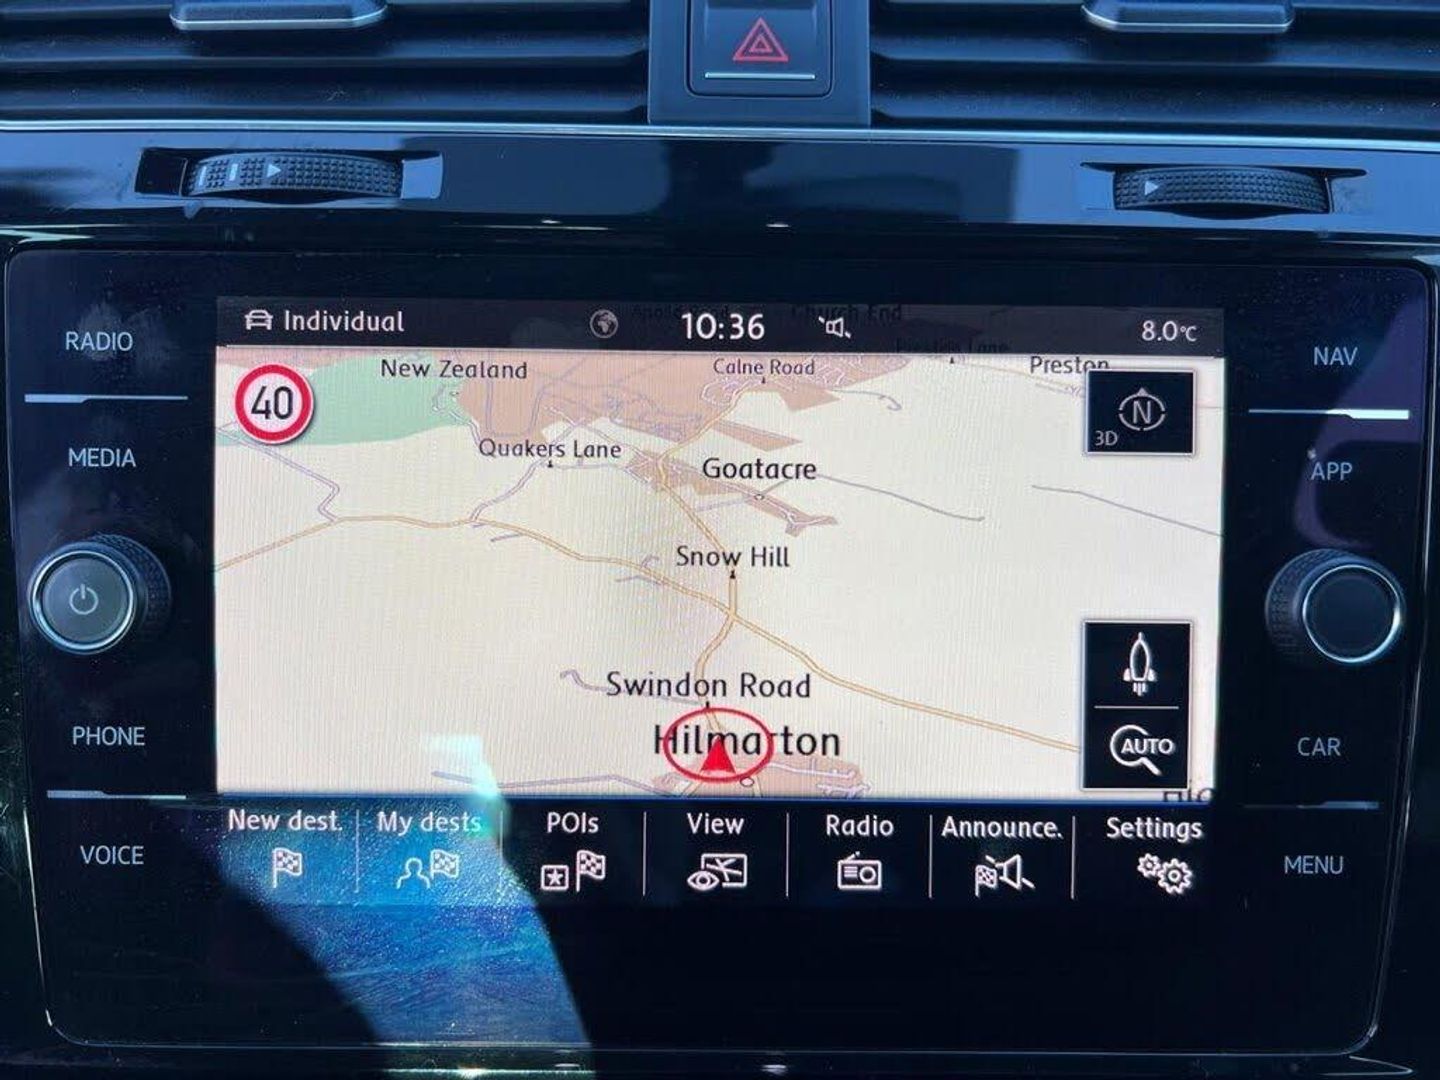 Individual 10:36 8.0°C
Church End
RADIO
NAV
40
New Zealand
Calne Road
Preston
N
3D
MEDIA
Quakers Lane
Goatacre
APP
Snow Hill
Swindon Road
PHONE
Hilmarton
AUTO
CAR
New dest. My dests POIs View Radio Announce. Settings
VOICE
MENU